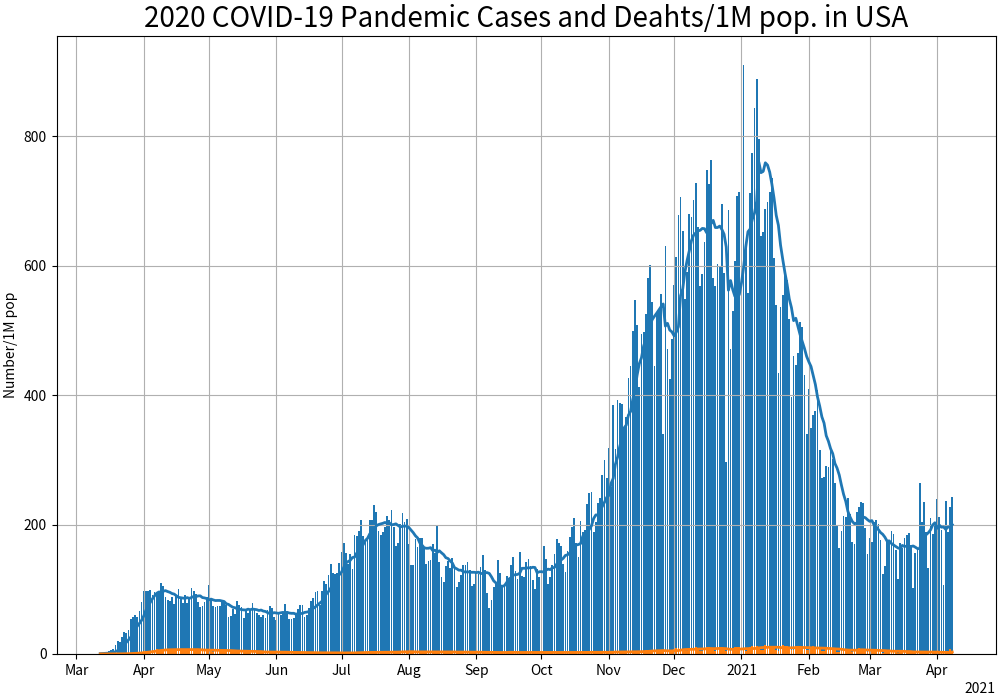 2020 COVID-19 Pandemic Cases and Deahts/1M pop. in USA
Number/1M pop
800
600
400
200
0
Mar Apr May Jun Jul Aug Sep Oct Nov Dec 2021 Feb Mar Apr
2021